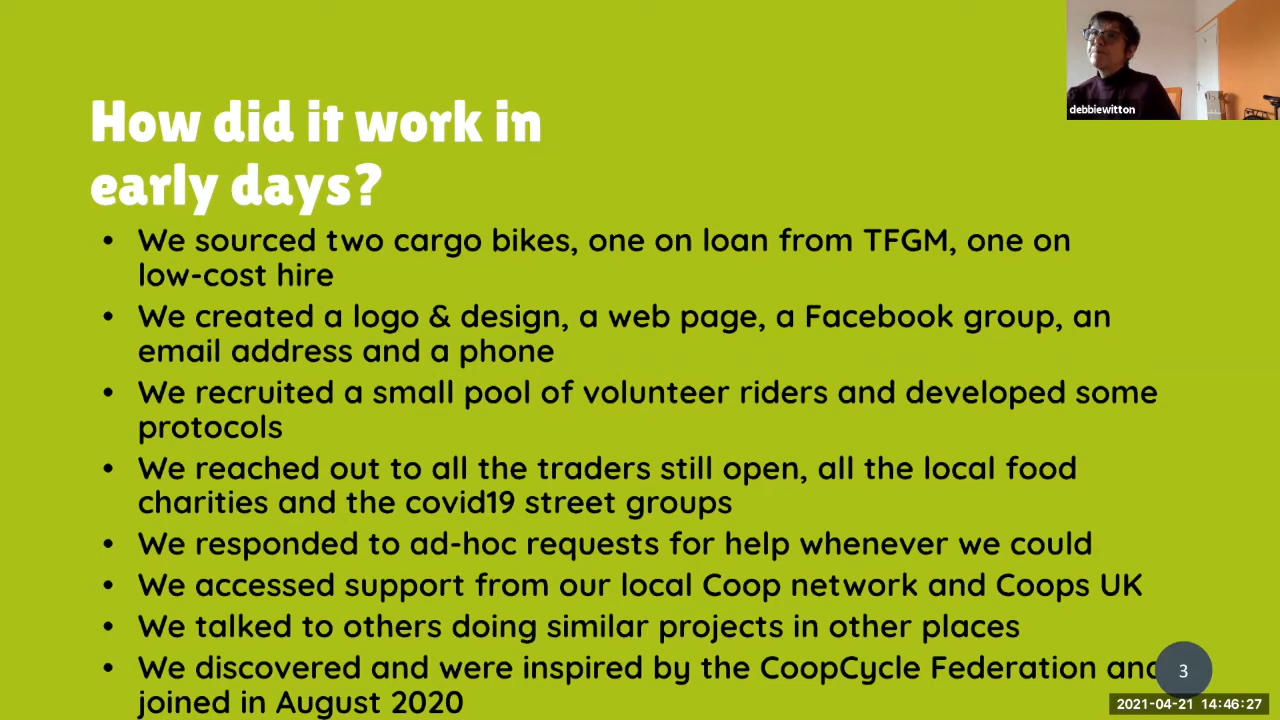 debbiewitton
How did it work in
early days?
• We sourced two cargo bikes, one on loan from TFGM, one on
low-cost hire
• We created a logo & design, a web page, a Facebook group, an
email address and a phone
• We recruited a small pool of volunteer riders and developed some
protocols
• We reached out to all the traders still open, all the local food
charities and the covid19 street groups
• We responded to ad-hoc requests for help whenever we could
• We accessed support from our local Coop network and Coops UK
• We talked to others doing similar projects in other places
• We discovered and were inspired by the CoopCycle Federation and
joined in August 2020
3
2021-04-21 14:46:27